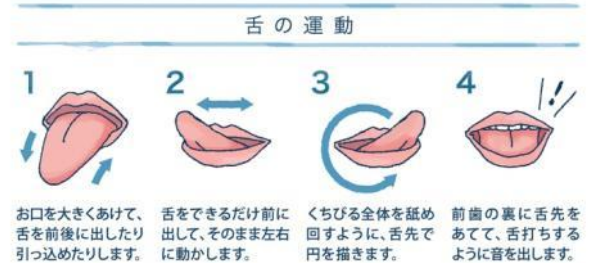 舌の運動
1
2
3
4
お口を大きくあけて、
舌を前後に出したり
引っ込めたりします。
舌をできるだけ前に
出して、そのまま左右
に動かします。
くちびる全体を舐め
回すように、舌先で
円を描きます。
前歯の裏に舌先を
あてて、舌打ちする
ように音を出します。